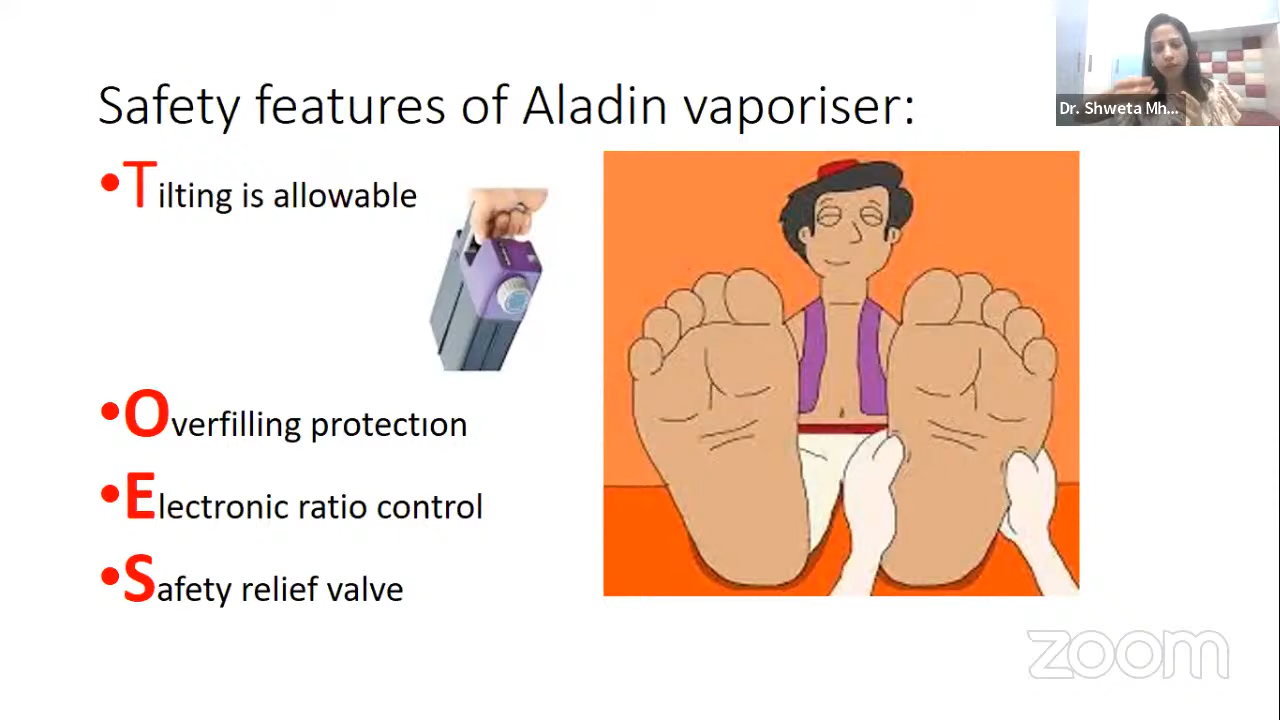 Safety features of Aladin vaporiser:
•Tilting is allowable
•Overfilling protection
•Electronic ratio control
•Safety relief valve
Dr. Shweta Mh...
zoom